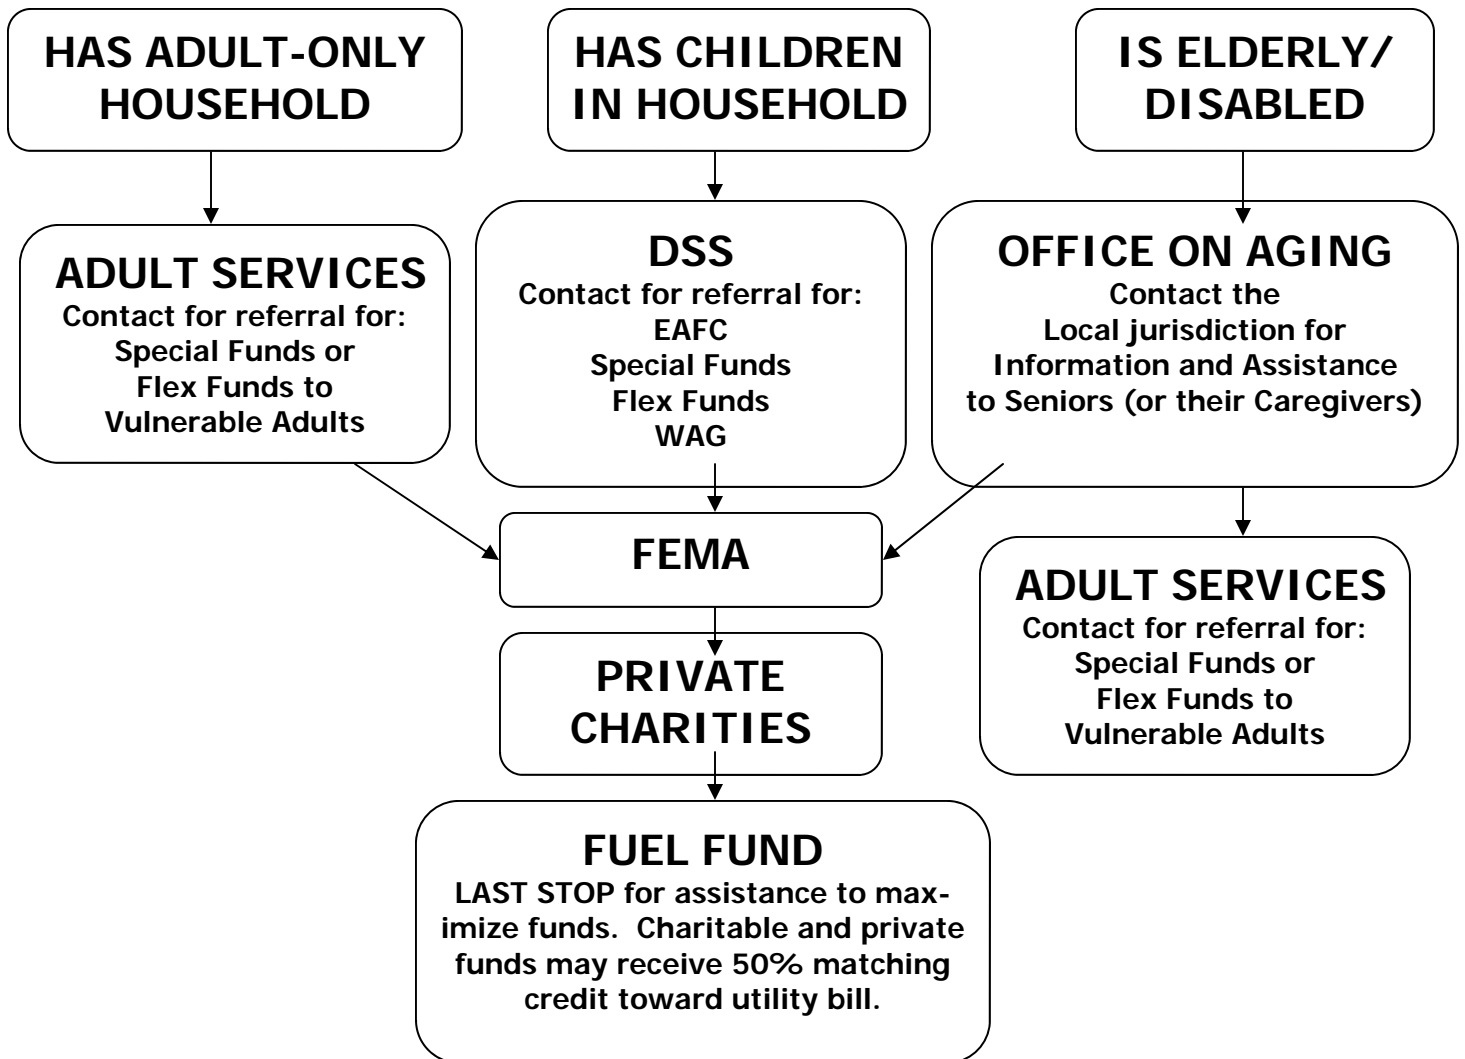 HAS ADULT-ONLY
HOUSEHOLD
HAS CHILDREN
IN HOUSEHOLD
IS ELDERLY/
DISABLED
ADULT SERVICES
Contact for referral for:
Special Funds or
Flex Funds to
Vulnerable Adults
DSS
Contact for referral for:
EAFC
Special Funds
Flex Funds
WAG
OFFICE ON AGING
Contact the
Local jurisdiction for
Information and Assistance
to Seniors (or their Caregivers)
FEMA
ADULT SERVICES
Contact for referral for:
Special Funds or
Flex Funds to
Vulnerable Adults
PRIVATE
CHARITIES
FUEL FUND
LAST STOP for assistance to max-
imize funds.  Charitable and private
funds may receive 50% matching
credit toward utility bill.